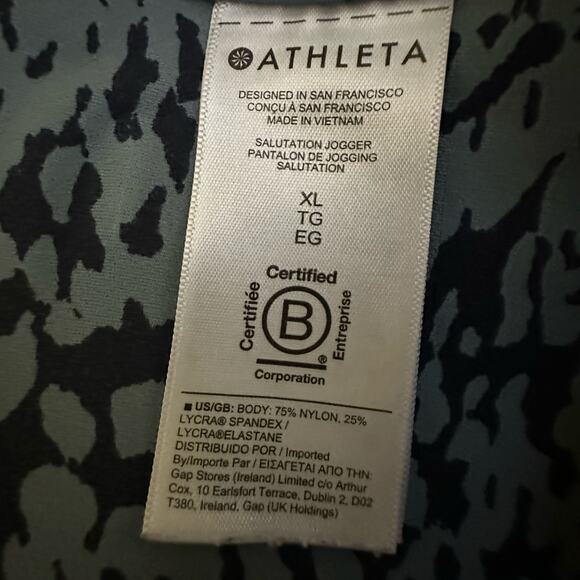 ATHLETA
DESIGNED IN SAN FRANCISCO
CONÇU À SAN FRANCISCO
MADE IN VIETNAM
SALUTATION JOGGER
PANTALON DE JOGGING
SALUTATION
XL
TG
EG
Certified
Certifiée
B
Entreprise
®
Corporation
■ US/GB: BODY: 75% NYLON, 25%
LYCRA® SPANDEX /
LYCRA®ELASTANE
DISTRIBUIDO POR / Imported
By/Importe Par / ΕΙΣΑΓΕΤΑΙ ΑΠΟ ΤΗΝ:
Gap Stores (Ireland) Limited c/o Arthur
Cox, 10 Earlsfort Terrace, Dublin 2, D02
T380, Ireland, Gap (UK Holdings)